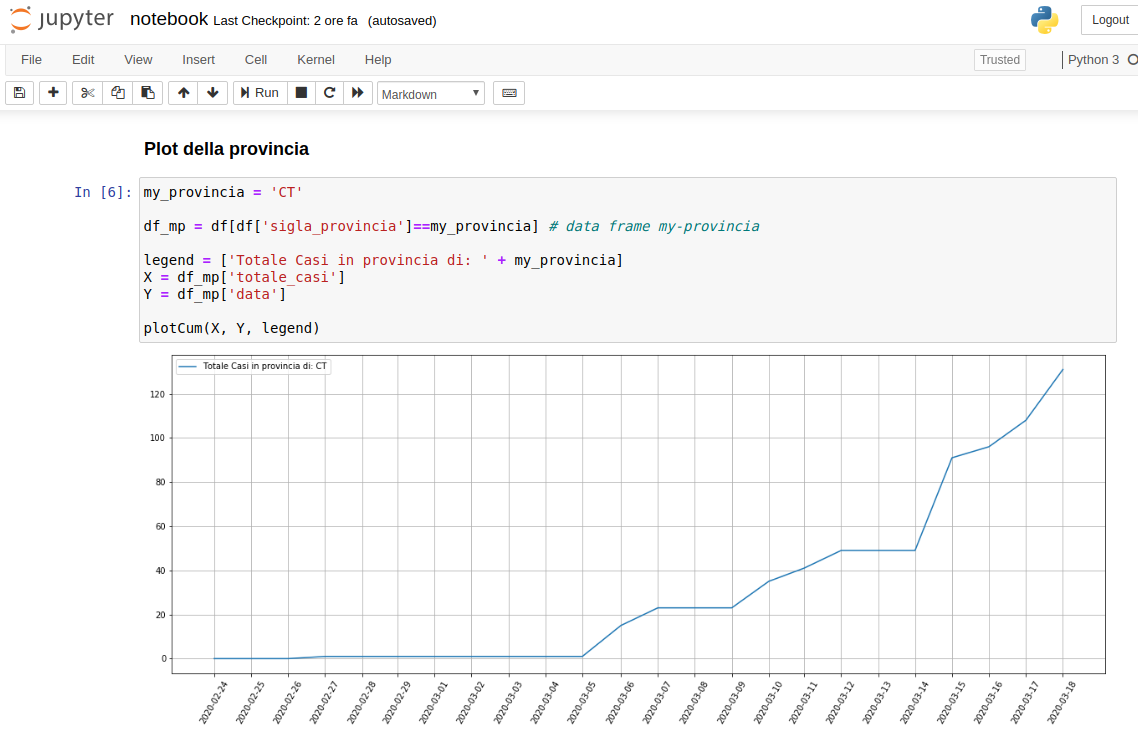 jupyter notebook Last Checkpoint: 2 ore fa (autosaved)
Logout
File Edit View Insert Cell Kernel Help
Trusted
Python 3
Run
Markdown
Plot della provincia
In [6]:
my_provincia = 'CT'
df_mp = df[df['sigla_provincia']==my_provincia] # data frame my-provincia
legend = ['Totale Casi in provincia di: ' + my_provincia]
X = df_mp['totale_casi']
Y = df_mp['data']
plotCum(X, Y, legend)
Totale Casi in provincia di: CT
120
100
80
60
40
20
0
2020-02-24
2020-02-25
2020-02-26
2020-02-27
2020-02-28
2020-02-29
2020-03-01
2020-03-02
2020-03-03
2020-03-04
2020-03-05
2020-03-06
2020-03-07
2020-03-08
2020-03-09
2020-03-10
2020-03-11
2020-03-12
2020-03-13
2020-03-14
2020-03-15
2020-03-16
2020-03-17
2020-03-18